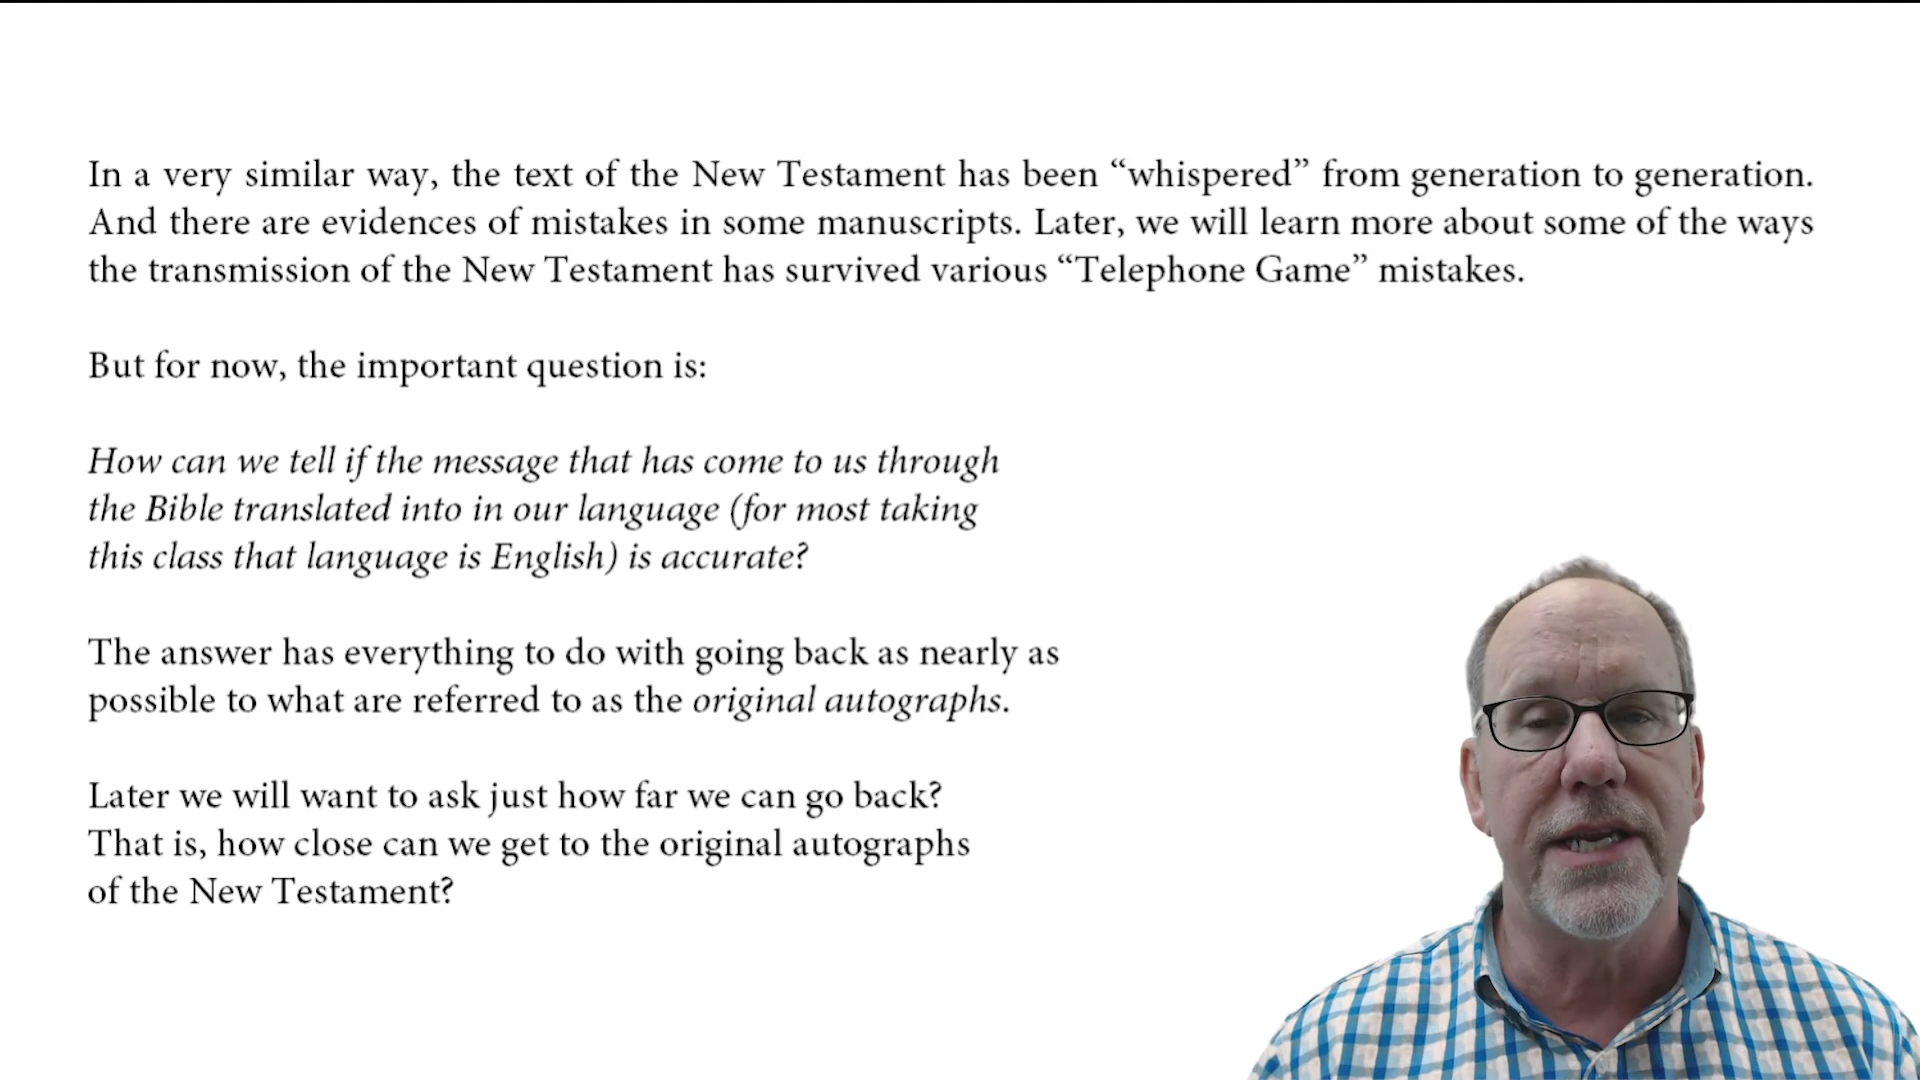 In a very similar way, the text of the New Testament has been “whispered” from generation to generation.
And there are evidences of mistakes in some manuscripts. Later, we will learn more about some of the ways
the transmission of the New Testament has survived various “Telephone Game” mistakes.
But for now, the important question is:
How can we tell if the message that has come to us through
the Bible translated into in our language (for most taking
this class that language is English) is accurate?
The answer has everything to do with going back as nearly as
possible to what are referred to as the original autographs.
Later we will want to ask just how far we can go back?
That is, how close can we get to the original autographs
of the New Testament?